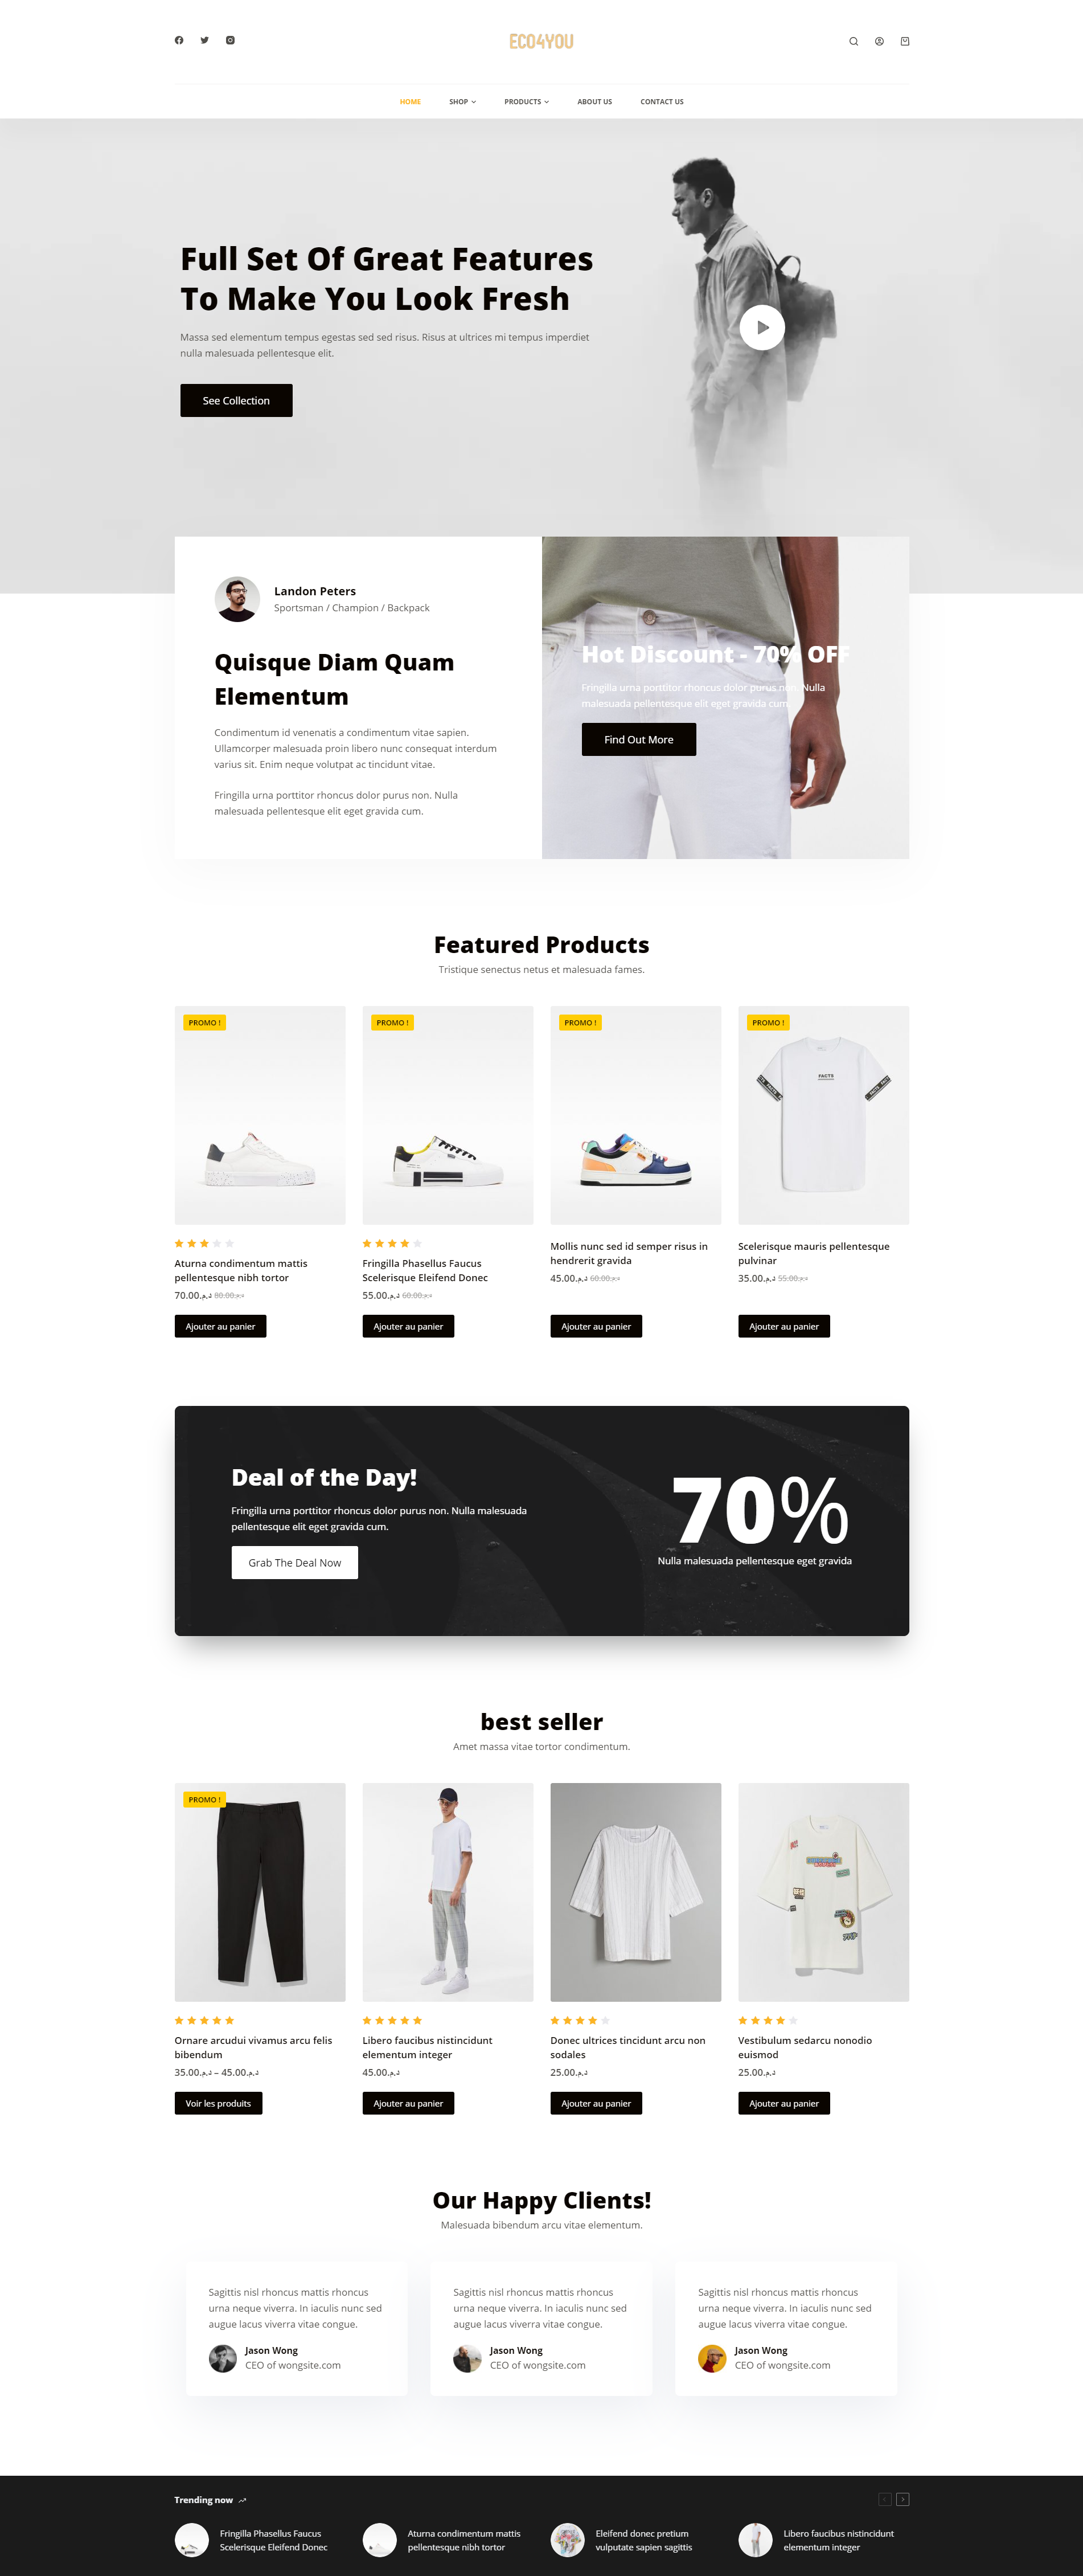 ECO4YOU
HOME
SHOP
PRODUCTS
ABOUT US
CONTACT US
Full Set Of Great Features
To Make You Look Fresh
Massa sed elementum tempus egestas sed sed risus. Risus at ultrices mi tempus imperdiet
nulla malesuada pellentesque elit.
See Collection
Landon Peters
Sportsman / Champion / Backpack
Quisque Diam Quam
Elementum
Condimentum id venenatis a condimentum vitae sapien.
Ullamcorper malesuada proin libero nunc consequat interdum
varius sit. Enim neque volutpat ac tincidunt vitae.
Fringilla urna porttitor rhoncus dolor purus non. Nulla
malesuada pellentesque elit eget gravida cum.
Hot Discount - 70% OFF
Fringilla urna porttitor rhoncus dolor purus non. Nulla
malesuada pellentesque elit eget gravida cum.
Find Out More
Featured Products
Tristique senectus netus et malesuada fames.
PROMO !
Aturna condimentum mattis
pellentesque nibh tortor
70.00د.م. 80.00د.م.
Ajouter au panier
PROMO !
Fringilla Phasellus Faucus
Scelerisque Eleifend Donec
55.00د.م. 60.00د.م.
Ajouter au panier
PROMO !
Mollis nunc sed id semper risus in
hendrerit gravida
45.00د.م. 60.00د.م.
Ajouter au panier
PROMO !
FACTS
Scelerisque mauris pellentesque
pulvinar
35.00د.م. 55.00د.م.
Ajouter au panier
Deal of the Day!
Fringilla urna porttitor rhoncus dolor purus non. Nulla malesuada
pellentesque elit eget gravida cum.
Grab The Deal Now
70%
Nulla malesuada pellentesque eget gravida
best seller
Amet massa vitae tortor condimentum.
PROMO !
Ornare arcudui vivamus arcu felis
bibendum
35.00د.م. – 45.00د.م.
Voir les produits
Libero faucibus nistincidunt
elementum integer
45.00د.م.
Ajouter au panier
Donec ultrices tincidunt arcu non
sodales
25.00د.م.
Ajouter au panier
Vestibulum sedarcu nonodio
euismod
25.00د.م.
Ajouter au panier
Our Happy Clients!
Malesuada bibendum arcu vitae elementum.
Sagittis nisl rhoncus mattis rhoncus
urna neque viverra. In iaculis nunc sed
augue lacus viverra vitae congue.
Jason Wong
CEO of wongsite.com
Sagittis nisl rhoncus mattis rhoncus
urna neque viverra. In iaculis nunc sed
augue lacus viverra vitae congue.
Jason Wong
CEO of wongsite.com
Sagittis nisl rhoncus mattis rhoncus
urna neque viverra. In iaculis nunc sed
augue lacus viverra vitae congue.
Jason Wong
CEO of wongsite.com
Trending now
Fringilla Phasellus Faucus
Scelerisque Eleifend Donec
Aturna condimentum mattis
pellentesque nibh tortor
Eleifend donec pretium
vulputate sapien sagittis
Libero faucibus nistincidunt
elementum integer